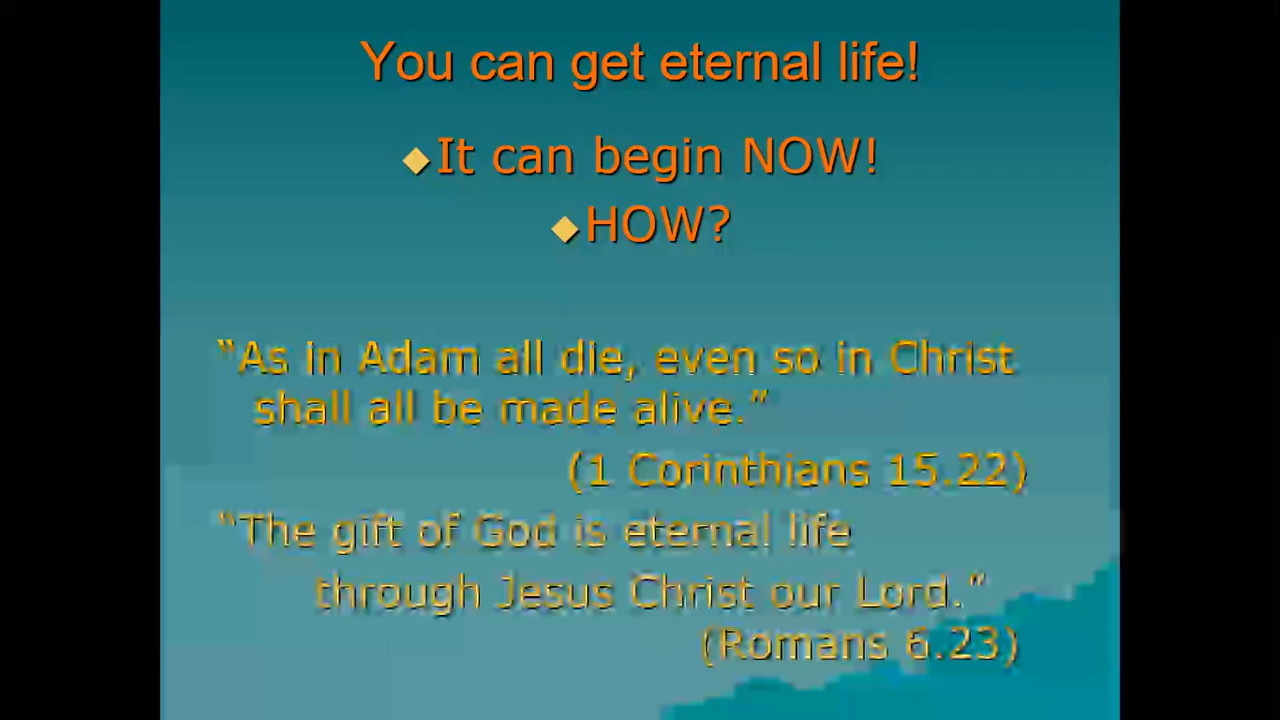 You can get eternal life!
It can begin NOW!
HOW?
“As in Adam all die, even so in Christ
shall all be made alive.”
(1 Corinthians 15.22)
“The gift of God is eternal life
through Jesus Christ our Lord.”
(Romans 6.23)